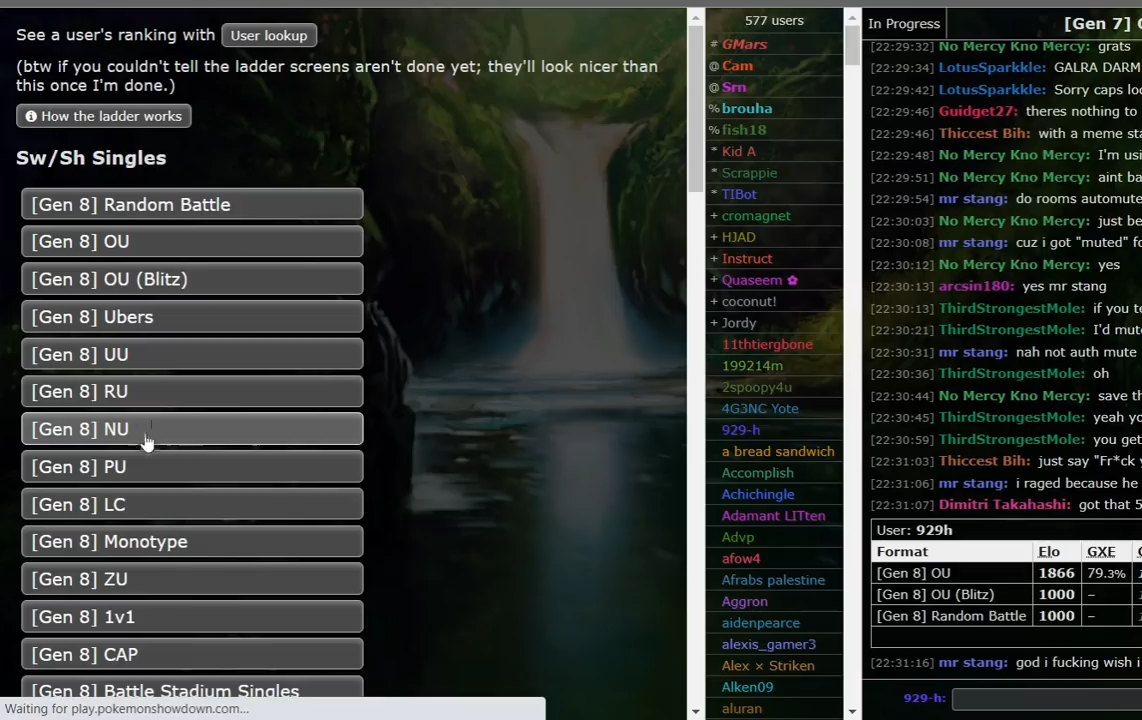 See a user's ranking with User lookup
(btw if you couldn't tell the ladder screens aren't done yet; they'll look nicer than
this once I'm done.)
How the ladder works
Sw/Sh Singles
[Gen 8] Random Battle
[Gen 8] OU
[Gen 8] OU (Blitz)
[Gen 8] Ubers
[Gen 8] UU
[Gen 8] RU
[Gen 8] NU
[Gen 8] PU
[Gen 8] LC
[Gen 8] Monotype
[Gen 8] ZU
[Gen 8] 1v1
[Gen 8] CAP
[Gen 8] Battle Stadium Singles
Waiting for play.pokemonshowdown.com...
577 users
# GMars
@ Cam
@ Srn
% brouha
% fish18
* Kid A
* Scrappie
* TIBot
+ cromagnet
+ HJAD
+ Instruct
+ Quaseem ✿
+ coconut!
+ Jordy
11thtiergbone
199214m
2spoopy4u
4G3NC Yote
929-h
a bread sandwich
Accomplish
Achichingle
Adamant LITten
Advp
afow4
Afrabs palestine
Aggron
aidenpearce
alexis_gamer3
Alex × Striken
Alken09
aluran
In Progress
[Gen 7]
[22:29:32] No Mercy Kno Mercy: grats
[22:29:34] LotusSparkkle: GALRA DARM
[22:29:42] LotusSparkkle: Sorry caps loc
[22:29:46] Guidget27: theres nothing to
[22:29:46] Thiccest Bih: with a meme sta
[22:29:48] No Mercy Kno Mercy: I'm usi
[22:29:51] No Mercy Kno Mercy: aint ba
[22:29:54] mr stang: do rooms automute
[22:30:03] No Mercy Kno Mercy: just be
[22:30:08] mr stang: cuz i got "muted" fo
[22:30:12] No Mercy Kno Mercy: yes
[22:30:13] arcsin180: yes mr stang
[22:30:13] ThirdStrongestMole: if you te
[22:30:21] ThirdStrongestMole: I'd mute
[22:30:31] mr stang: nah not auth mute
[22:30:36] ThirdStrongestMole: oh
[22:30:44] No Mercy Kno Mercy: save th
[22:30:45] ThirdStrongestMole: yeah yo
[22:30:59] ThirdStrongestMole: you get
[22:31:03] Thiccest Bih: just say "Fr*ck y
[22:31:06] mr stang: i raged because he
[22:31:07] Dimitri Takahashi: got that 5
User: 929h
Format Elo GXE
[Gen 8] OU 1866 79.3%
[Gen 8] OU (Blitz) 1000 –
[Gen 8] Random Battle 1000 –
[22:31:16] mr stang: god i fucking wish i
929-h: